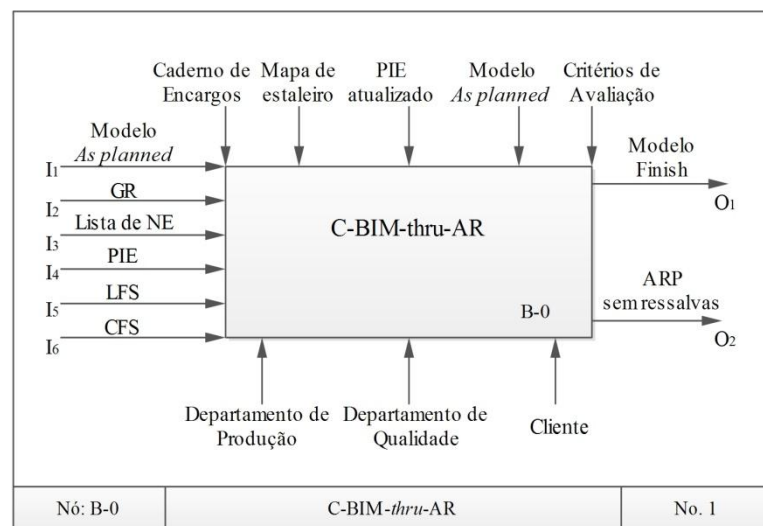 Caderno de
Encargos
Mapa de
estaleiro
PIE
atualizado
Modelo
As planned
Critérios de
Avaliação
Modelo
As planned
I1
GR
I2
Lista de NE
I3
PIE
I4
LFS
I5
CFS
I6
C-BIM-thru-AR
B-0
Modelo
Finish
O1
ARP
sem ressalvas
O2
Departamento de
Produção
Departamento de
Qualidade
Cliente
Nó: B-0
C-BIM-thru-AR
No. 1